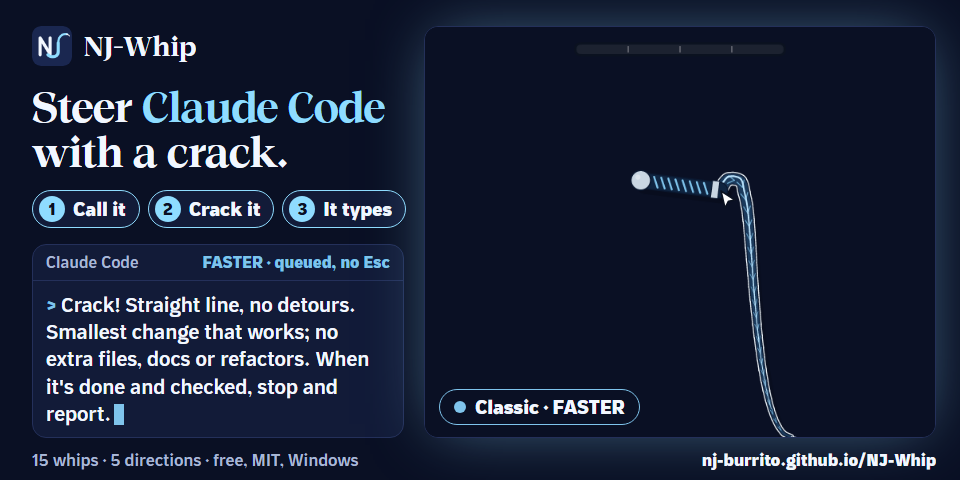 NJ
NJ-Whip
Steer Claude Code
with a crack.
1 Call it
2 Crack it
3 It types
Claude Code
FASTER · queued, no Esc
> Crack! Straight line, no detours.
Smallest change that works; no
extra files, docs or refactors. When
it's done and checked, stop and
report.
Classic · FASTER
15 whips · 5 directions · free, MIT, Windows
nj-burrito.github.io/NJ-Whip